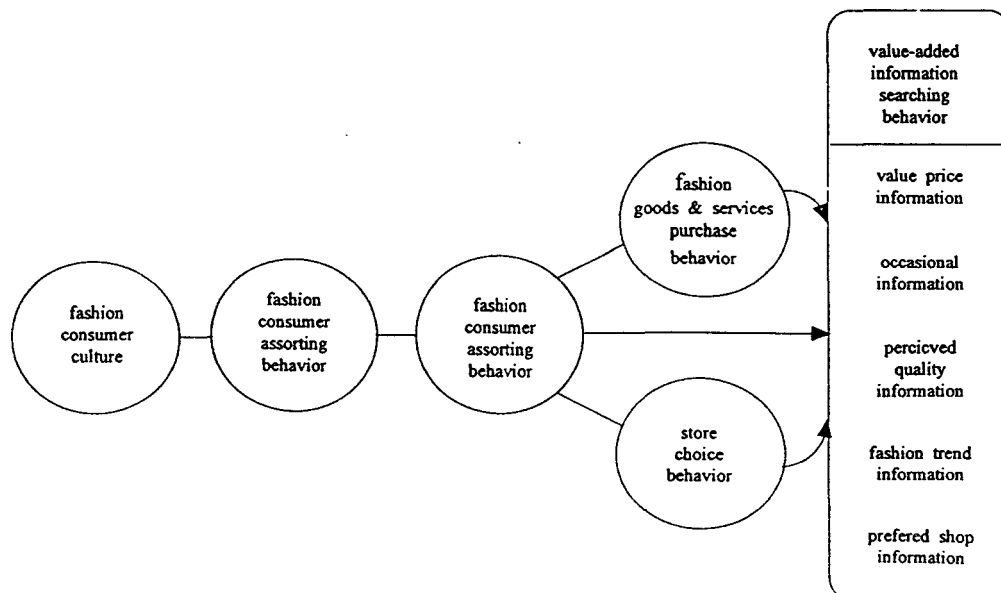 fashion
consumer
culture
fashion
consumer
assorting
behavior
fashion
consumer
assorting
behavior
fashion
goods & services
purchase
behavior
store
choice
behavior
value-added
information
searching
behavior
value price
information
occasional
information
percicved
quality
information
fashion trend
information
prefered shop
information